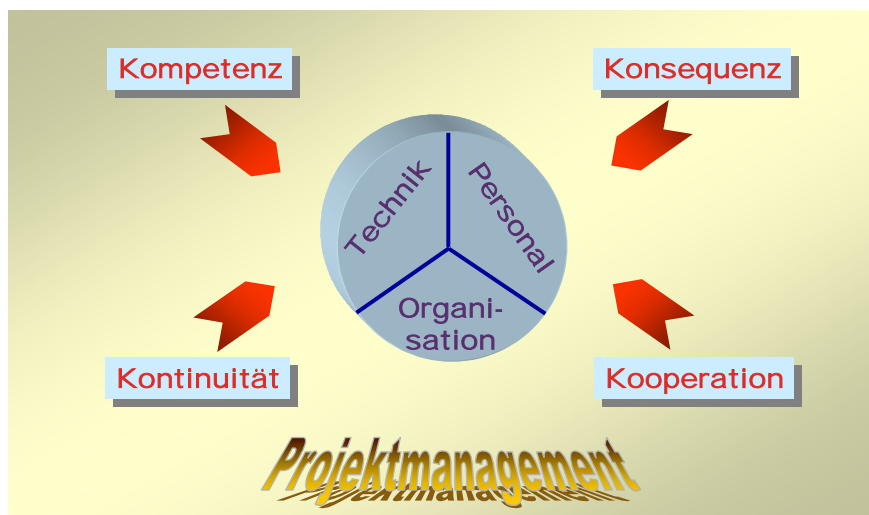 Kompetenz
Konsequenz
Technik
Personal
Organi-
sation
Kontinuität
Kooperation
Projektmanagement